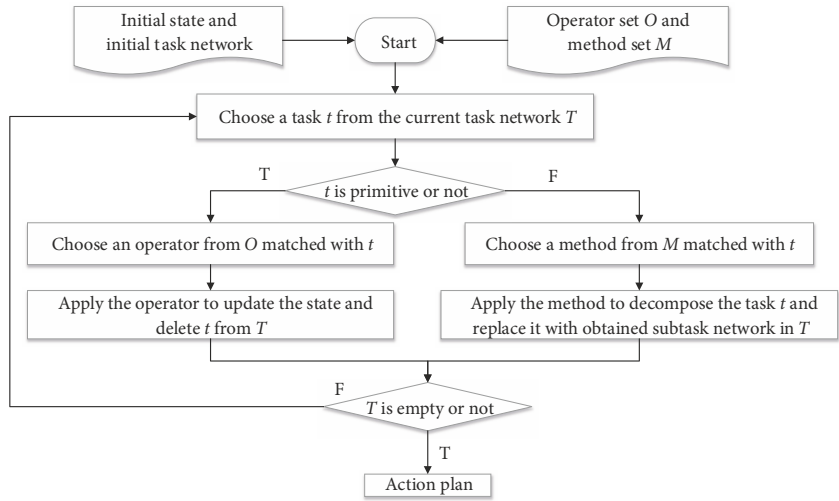 Initial state and
initial task network
Start
Operator set O and
method set M
Choose a task t from the current task network T
T
t is primitive or not
F
Choose an operator from O matched with t
Choose a method from M matched with t
Apply the operator to update the state and
delete t from T
Apply the method to decompose the task t and
replace it with obtained subtask network in T
F
T is empty or not
T
Action plan